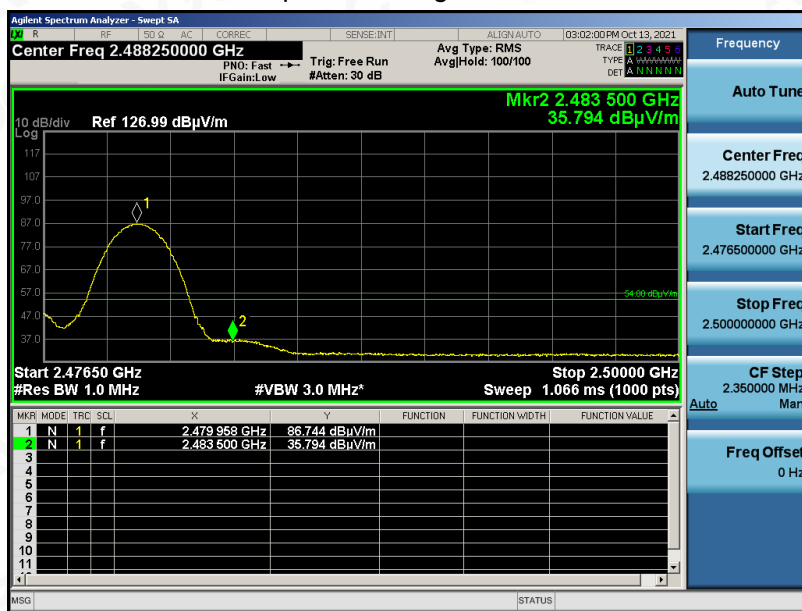 Agilent Spectrum Analyzer - Swept SA
LXI R RF 50 Ω AC CORREC SENSE:INT ALIGN AUTO 03:02:00 PM Oct 13, 2021
Center Freq 2.488250000 GHz
PNO: Fast
IFGain:Low
Trig: Free Run
#Atten: 30 dB
Avg Type: RMS
Avg|Hold: 100/100
TRACE 1 2 3 4 5 6
TYPE A WWWWW
DET A N N N N N
Mkr2 2.483 500 GHz
35.794 dBµV/m
10 dB/div Ref 126.99 dBµV/m
Log
117
107
97.0
87.0
77.0
67.0
57.0
47.0
37.0
1
2
54.00 dBµV/m
Start 2.47650 GHz Stop 2.50000 GHz
#Res BW 1.0 MHz #VBW 3.0 MHz* Sweep 1.066 ms (1000 pts)
MKR MODE TRC SCL X Y FUNCTION FUNCTION WIDTH FUNCTION VALUE
1 N 1 f 2.479 958 GHz 86.744 dBµV/m
2 N 1 f 2.483 500 GHz 35.794 dBµV/m
3
4
5
6
7
8
9
10
11
MSG STATUS
Frequency
Auto Tune
Center Freq
2.488250000 GHz
Start Freq
2.476500000 GHz
Stop Freq
2.500000000 GHz
CF Step
2.350000 MHz
Auto Man
Freq Offset
0 Hz